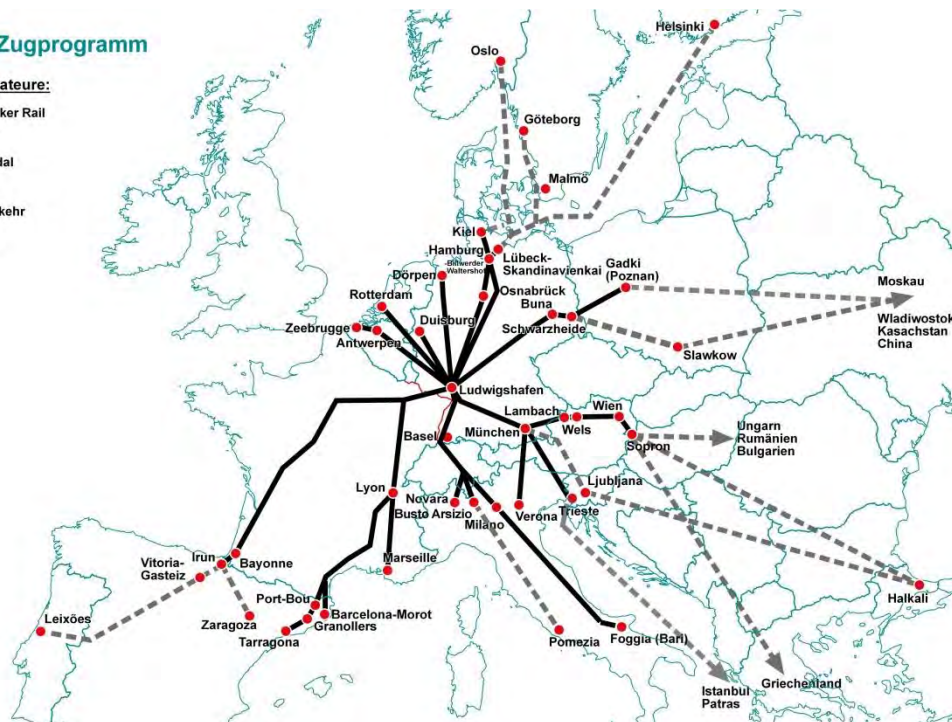 Zugprogramm
ateure:
ker Rail
dal
kehr
Helsinki
Oslo
Göteborg
Malmö
Kiel
Hamburg
-Billwerder
Waltershof
Lübeck-
Skandinavienkai
Gadki
(Poznan)
Dörpen
Osnabrück
Buna
Moskau
Rotterdam
Duisburg
Schwarzheide
Wladiwostok
Kasachstan
China
Zeebrugge
Antwerpen
Slawkow
Ludwigshafen
Lambach
Wien
Wels
Basel
München
Sopron
Ungarn
Rumänien
Bulgarien
Lyon
Novara
Busto Arsizio
Milano
Verona
Ljubljana
Trieste
Irun
Bayonne
Marseille
Vitoria-
Gasteiz
Halkali
Port-Bou
Leixões
Zaragoza
Barcelona-Morot
Granollers
Tarragona
Pomezia
Foggia (Bari)
Griechenland
Istanbul
Patras